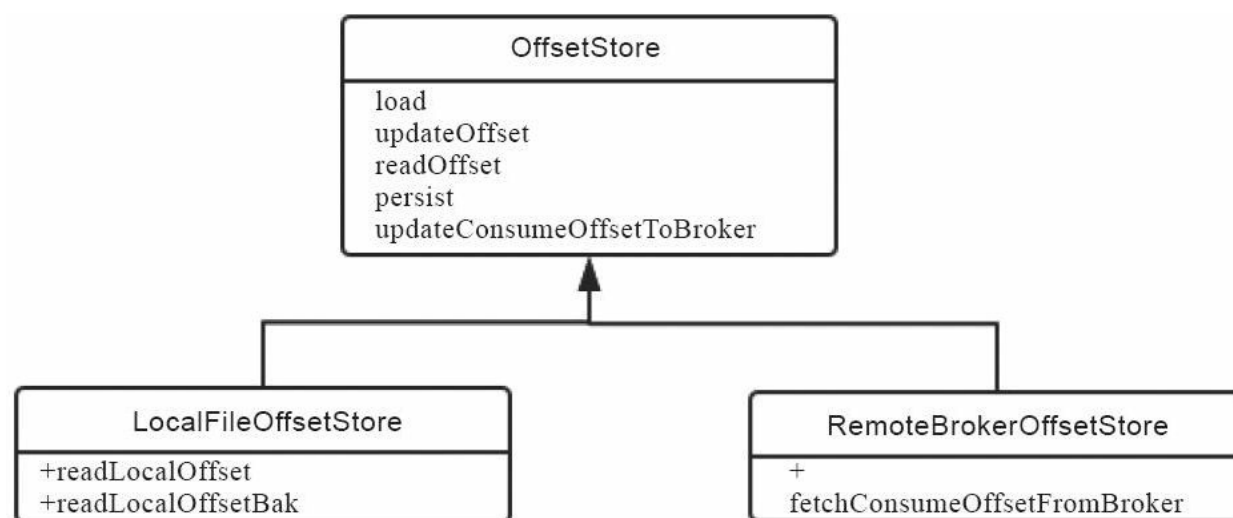 OffsetStore
load
updateOffset
readOffset
persist
updateConsumeOffsetToBroker
LocalFileOffsetStore
+readLocalOffset
+readLocalOffsetBak
RemoteBrokerOffsetStore
+
fetchConsumeOffsetFromBroker